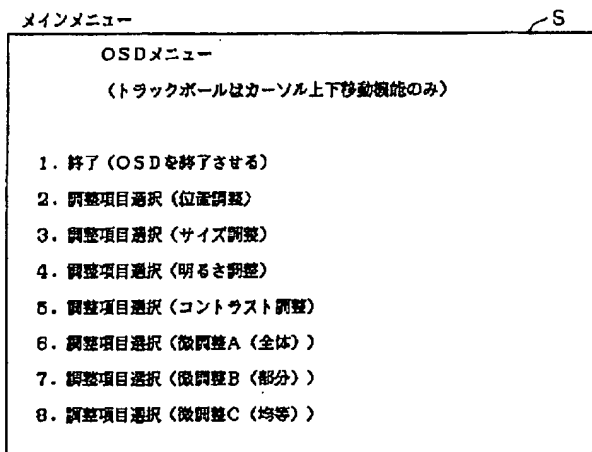 メインメニュー
S
OSDメニュー
(トラックボールはカーソル上下移動機能のみ)
1. 終了(OSDを終了させる)
2. 調整項目選択(位置調整)
3. 調整項目選択(サイズ調整)
4. 調整項目選択(明るさ調整)
5. 調整項目選択(コントラスト調整)
6. 調整項目選択(微調整A(全体))
7. 調整項目選択(微調整B(部分))
8. 調整項目選択(微調整C(均等))